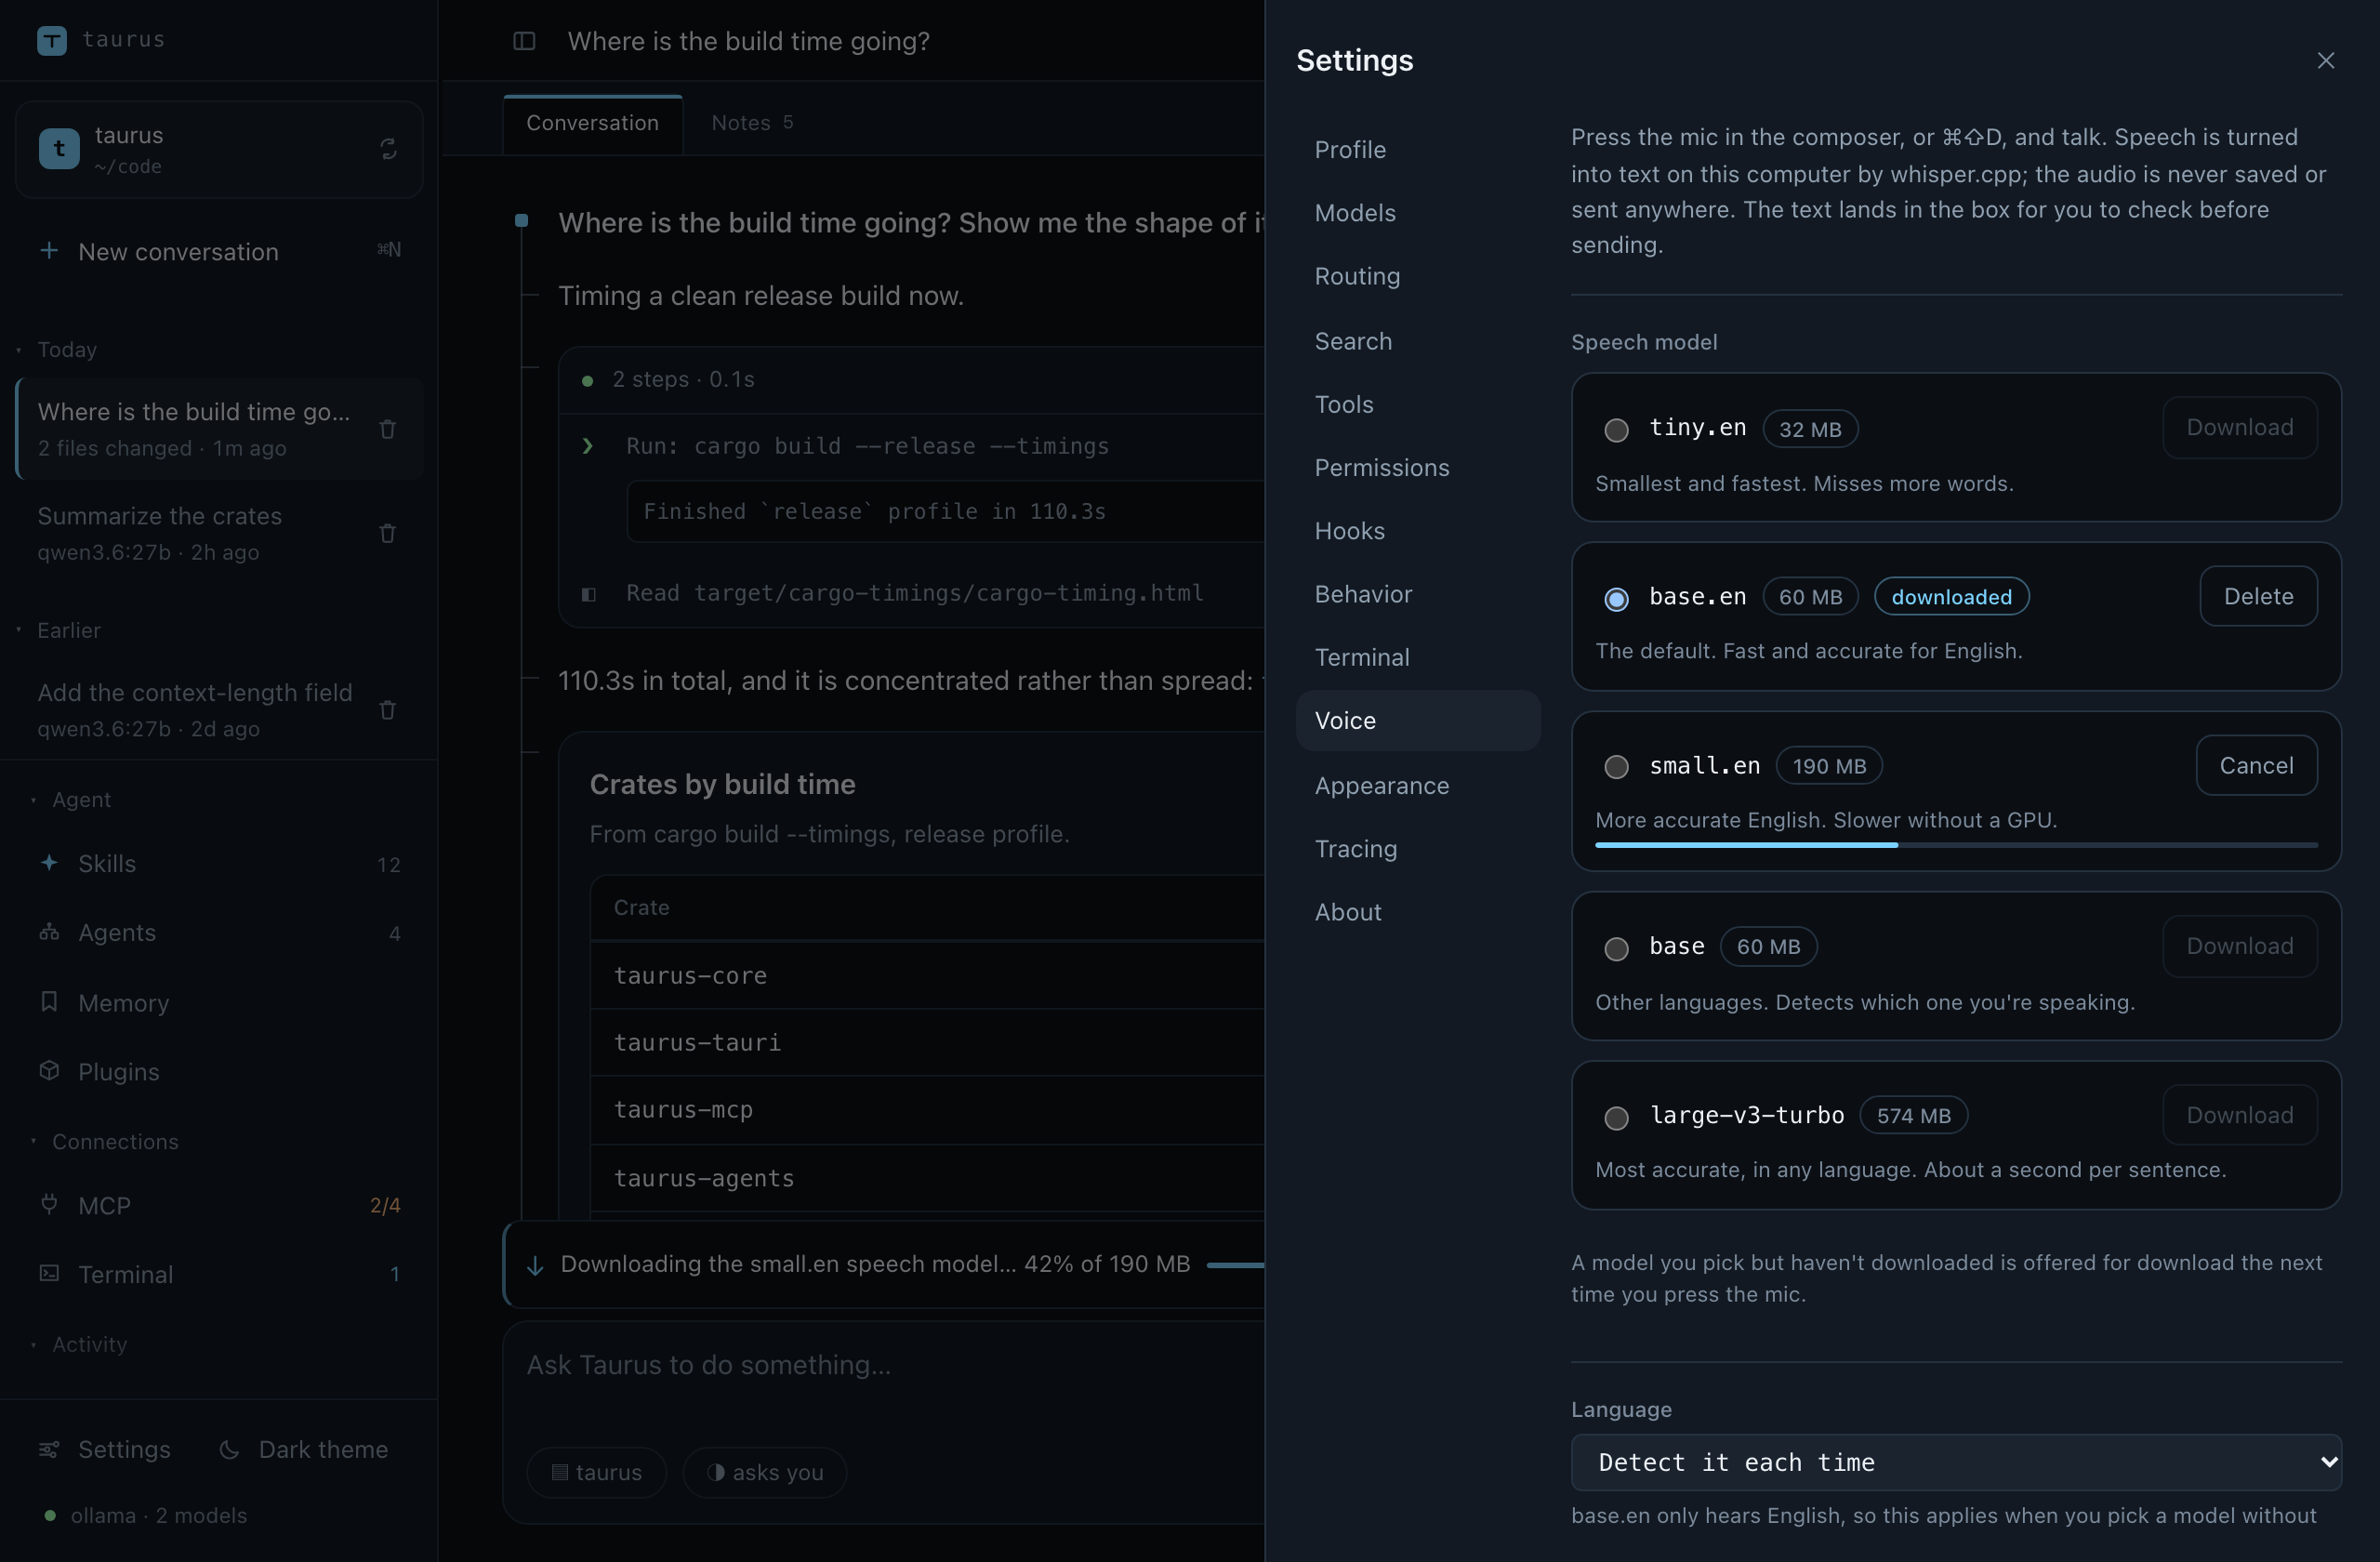 taurus
t
taurus
~/code
New conversation
⌘N
Today
Where is the build time go...
2 files changed · 1m ago
Summarize the crates
qwen3.6:27b · 2h ago
Earlier
Add the context-length field
qwen3.6:27b · 2d ago
Agent
Skills 12
Agents 4
Memory
Plugins
Connections
MCP 2/4
Terminal 1
Activity
Settings
Dark theme
ollama · 2 models
Where is the build time going?
Conversation
Notes 5
Where is the build time going? Show me the shape of
Timing a clean release build now.
2 steps · 0.1s
Run: cargo build --release --timings
Finished `release` profile in 110.3s
Read target/cargo-timings/cargo-timing.html
110.3s in total, and it is concentrated rather than spread:
Crates by build time
From cargo build --timings, release profile.
Crate
taurus-core
taurus-tauri
taurus-mcp
taurus-agents
Downloading the small.en speech model... 42% of 190 MB
Ask Taurus to do something...
taurus
asks you
Settings
Profile
Models
Routing
Search
Tools
Permissions
Hooks
Behavior
Terminal
Voice
Appearance
Tracing
About
Press the mic in the composer, or ⌘⇧D, and talk. Speech is turned
into text on this computer by whisper.cpp; the audio is never saved or
sent anywhere. The text lands in the box for you to check before
sending.
Speech model
tiny.en 32 MB Download
Smallest and fastest. Misses more words.
base.en 60 MB downloaded Delete
The default. Fast and accurate for English.
small.en 190 MB Cancel
More accurate English. Slower without a GPU.
base 60 MB Download
Other languages. Detects which one you're speaking.
large-v3-turbo 574 MB Download
Most accurate, in any language. About a second per sentence.
A model you pick but haven't downloaded is offered for download the next
time you press the mic.
Language
Detect it each time
base.en only hears English, so this applies when you pick a model without